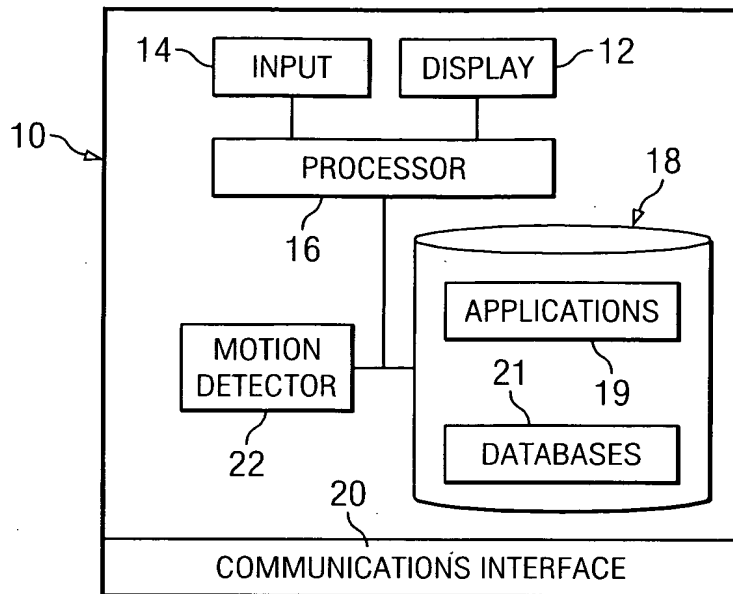 14 INPUT DISPLAY 12
10 PROCESSOR
16 18
APPLICATIONS
19
MOTION
DETECTOR
22
21
DATABASES
20
COMMUNICATIONS INTERFACE